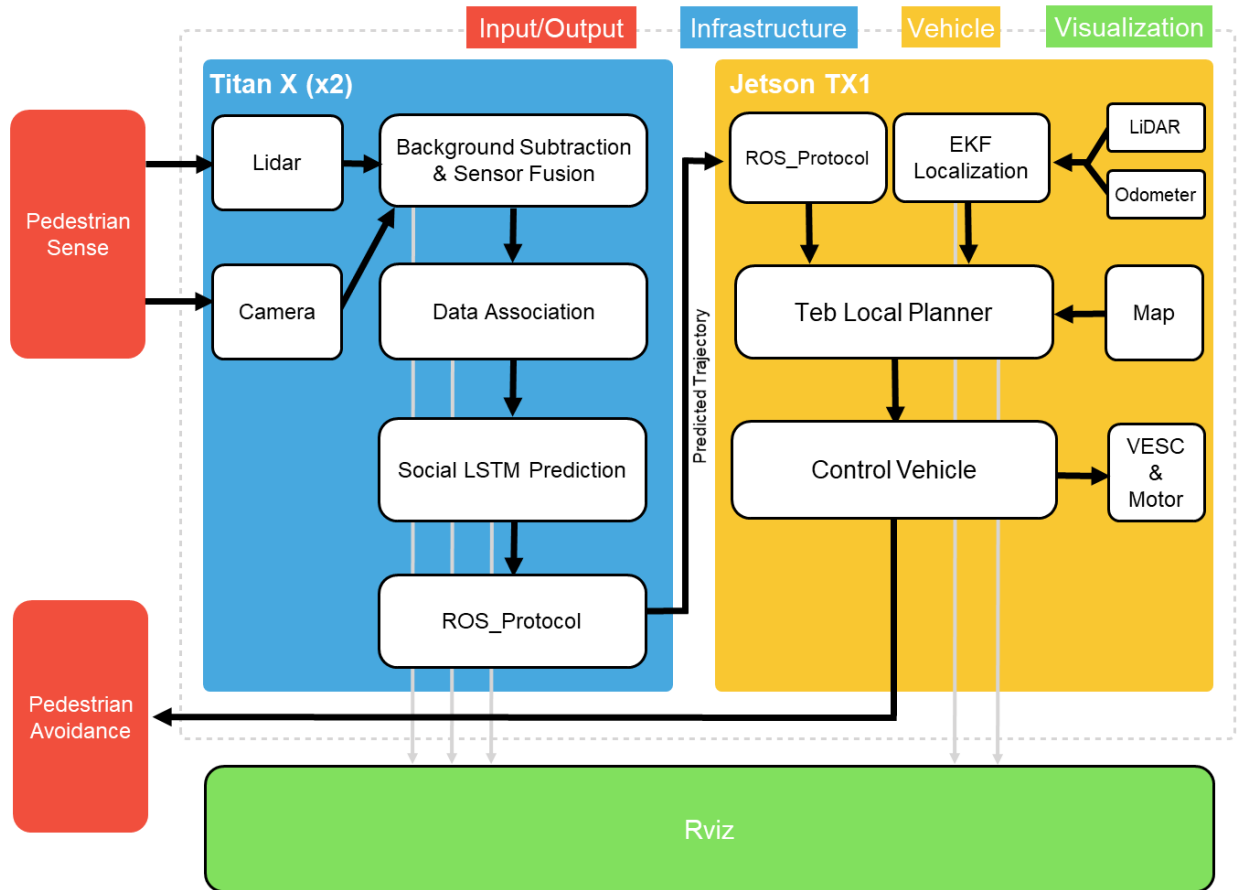 Input/Output
Infrastructure
Vehicle
Visualization
Titan X (x2)
Jetson TX1
Pedestrian
Sense
Lidar
Camera
Background Subtraction
& Sensor Fusion
Data Association
Social LSTM Prediction
ROS_Protocol
Predicted Trajectory
ROS_Protocol
EKF
Localization
LiDAR
Odometer
Teb Local Planner
Map
Control Vehicle
VESC
&
Motor
Pedestrian
Avoidance
Rviz